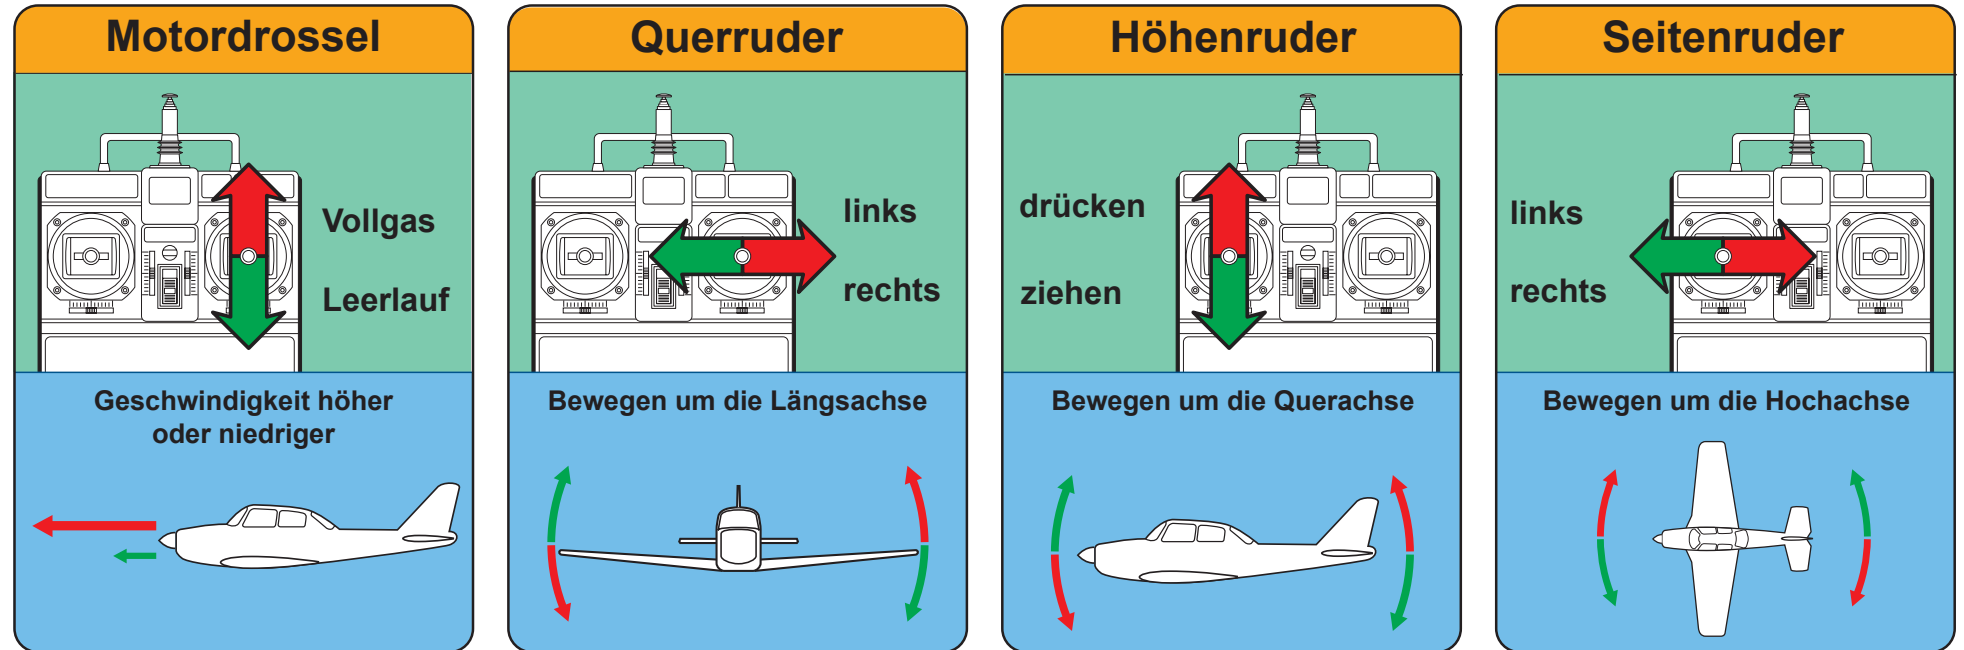 Motordrossel
Vollgas
Leerlauf
Geschwindigkeit höher
oder niedriger
Querruder
links
rechts
Bewegen um die Längsachse
Höhenruder
drücken
ziehen
Bewegen um die Querachse
Seitenruder
links
rechts
Bewegen um die Hochachse